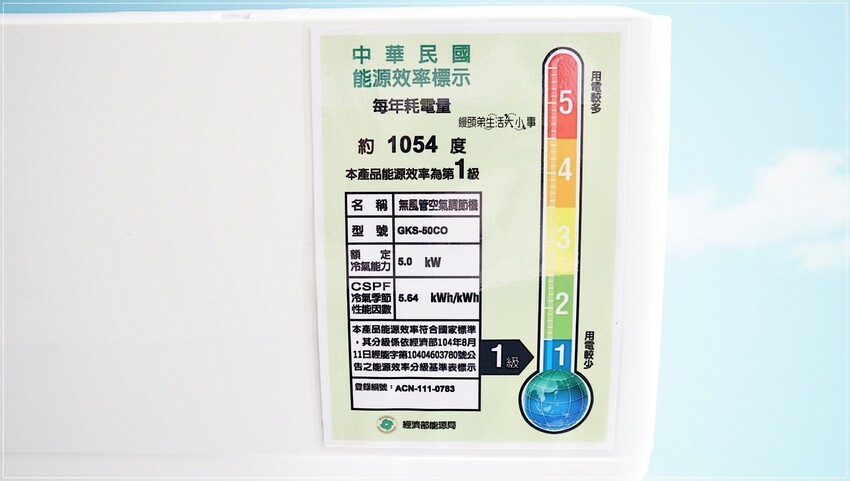 中華民國
能源效率標示
每年耗電量
饅頭弟生活大小事
約 1054 度
本產品能源效率為第1級
名 稱 無風管空氣調節機
型 號 GKS-50CO
額 定
冷氣能力 5.0 kW
CSPF
冷氣季節
性能因數 5.64 kWh/kWh
本產品能源效率符合國家標準
,其分級係依經濟部104年8月
11日經能字第10404603780號公
告之能源效率分級基準表標示
登錄編號:ACN-111-0783
經濟部能源局
用電較多
5
4
3
2
1
1級
用電較少